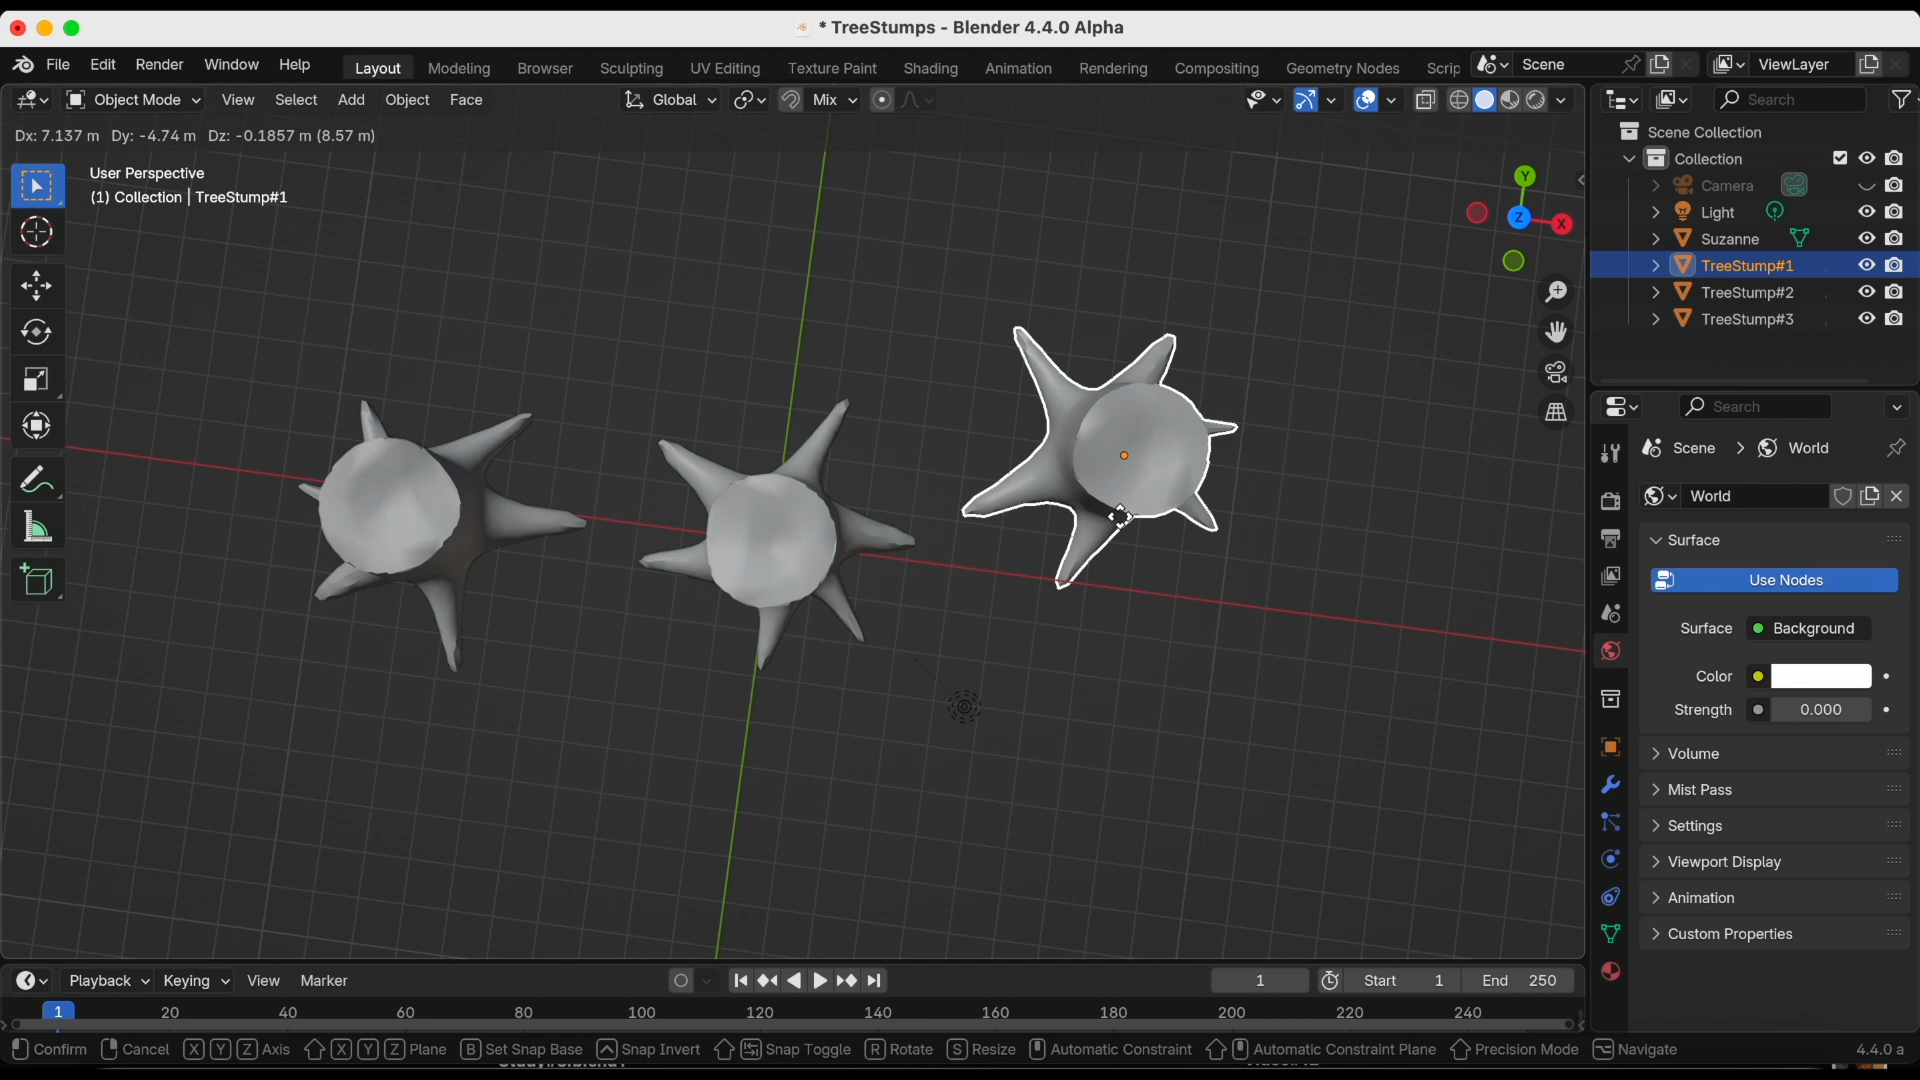 * TreeStumps - Blender 4.4.0 Alpha
File Edit Render Window Help Layout Modeling Browser Sculpting UV Editing Texture Paint Shading Animation Rendering Compositing Geometry Nodes Scrip Scene ViewLayer
Object Mode View Select Add Object Face Global Mix Search
Dx: 7.137 m Dy: -4.74 m Dz: -0.1857 m (8.57 m)
User Perspective
(1) Collection | TreeStump#1
Y
Z
X
Scene Collection
Collection
Camera
Light
Suzanne
TreeStump#1
TreeStump#2
TreeStump#3
Search
Scene > World
World
Surface
Use Nodes
Surface Background
Color
Strength 0.000
Volume
Mist Pass
Settings
Viewport Display
Animation
Custom Properties
Playback Keying View Marker 1 Start 1 End 250
1 20 40 60 80 100 120 140 160 180 200 220 240
Confirm Cancel X Y Z Axis X Y Z Plane B Set Snap Base Snap Invert Snap Toggle R Rotate S Resize Automatic Constraint Automatic Constraint Plane Precision Mode Navigate 4.4.0 a